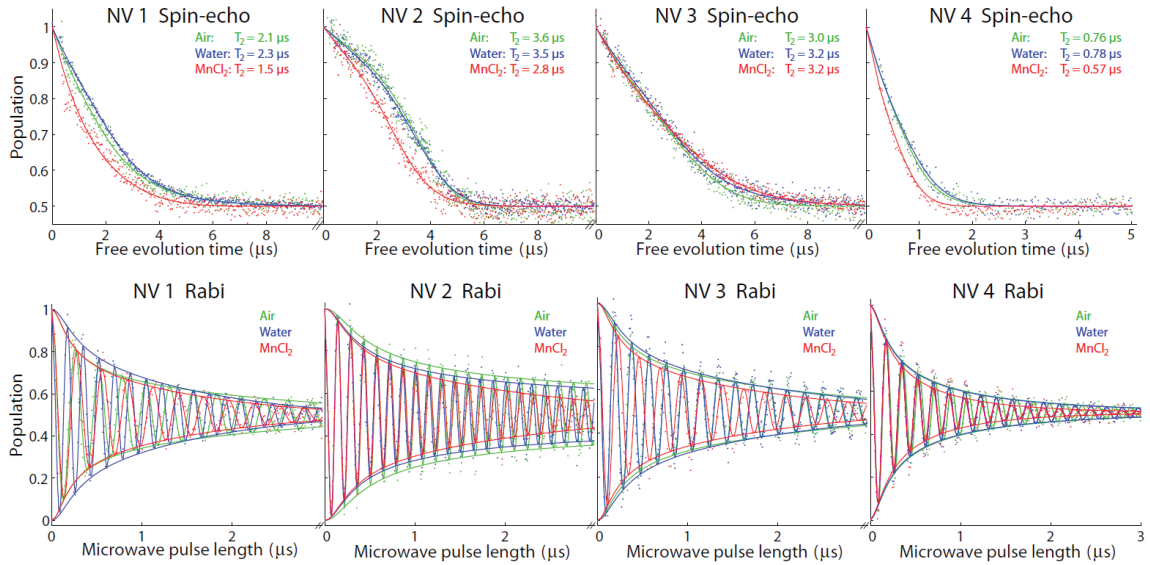 NV 1 Spin-echo
NV 2 Spin-echo
NV 3 Spin-echo
NV 4 Spin-echo
Air: T₂ = 2.1 µs
Water: T₂ = 2.3 µs
MnCl₂: T₂ = 1.5 µs
Air: T₂ = 3.6 µs
Water: T₂ = 3.5 µs
MnCl₂: T₂ = 2.8 µs
Air: T₂ = 3.0 µs
Water: T₂ = 3.2 µs
MnCl₂: T₂ = 3.2 µs
Air: T₂ = 0.76 µs
Water: T₂ = 0.78 µs
MnCl₂: T₂ = 0.57 µs
Population
1
0.9
0.8
0.7
0.6
0.5
0 2 4 6 8
0 2 4 6 8
0 2 4 6 8
0 1 2 3 4 5
Free evolution time (µs)
Free evolution time (µs)
Free evolution time (µs)
Free evolution time (µs)
NV 1 Rabi
NV 2 Rabi
NV 3 Rabi
NV 4 Rabi
Air
Water
MnCl₂
Air
Water
MnCl₂
Air
Water
MnCl₂
Air
Water
MnCl₂
Population
1
0.8
0.6
0.4
0.2
0
0 1 2
0 1 2
0 1 2
0 1 2 3
Microwave pulse length (µs)
Microwave pulse length (µs)
Microwave pulse length (µs)
Microwave pulse length (µs)